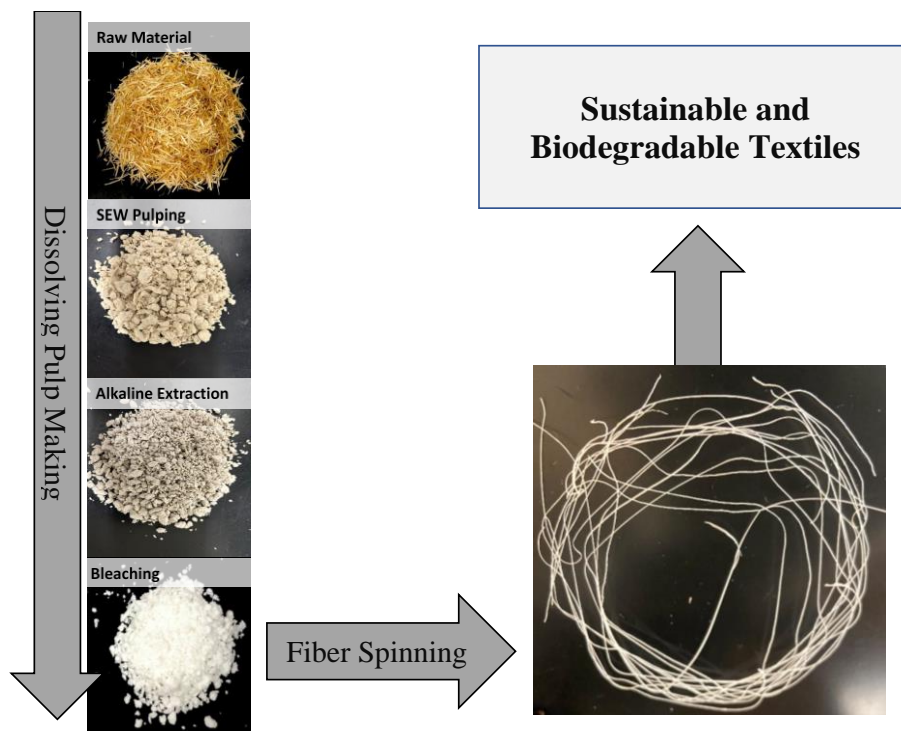 Raw Material
SEW Pulping
Alkaline Extraction
Bleaching
Dissolving Pulp Making
Fiber Spinning
Sustainable and
Biodegradable Textiles